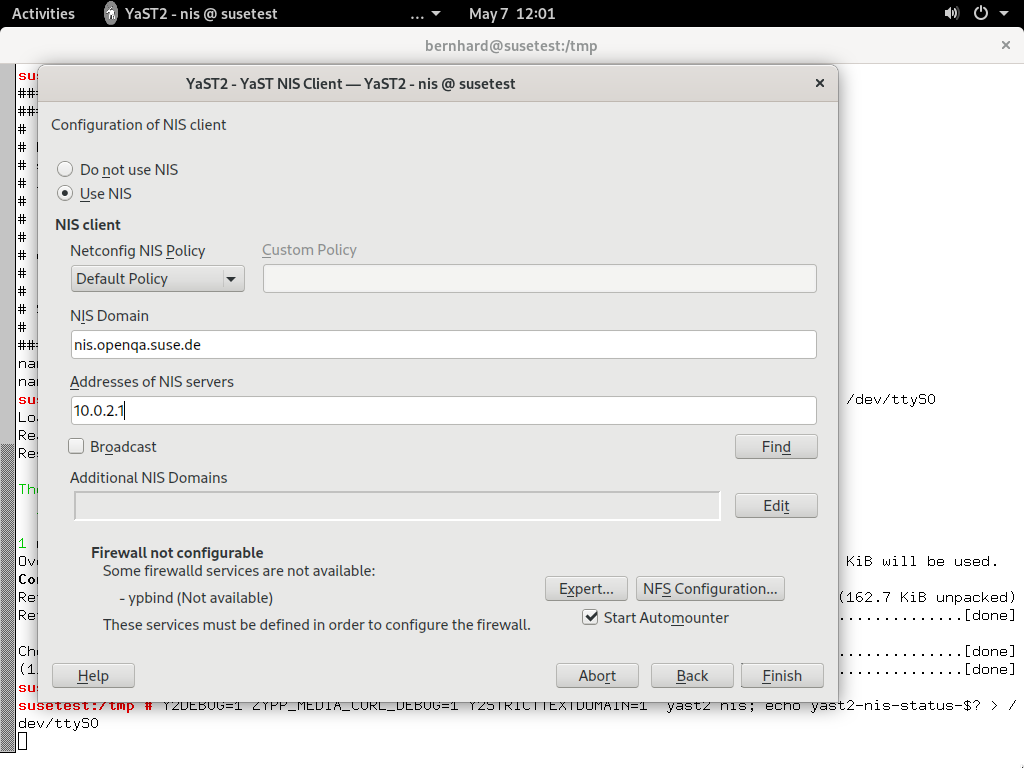 Activities YaST2 - nis @ susetest ... May 7 12:01
bernhard@susetest:/tmp ×
YaST2 - YaST NIS Client — YaST2 - nis @ susetest ×
Configuration of NIS client
Do not use NIS
Use NIS
NIS client
Netconfig NIS Policy Custom Policy
Default Policy
NIS Domain
nis.openqa.suse.de
Addresses of NIS servers
10.0.2.1
/dev/ttyS0
Broadcast Find
Additional NIS Domains
Edit
Firewall not configurable
Some firewalld services are not available:
- ypbind (Not available)
These services must be defined in order to configure the firewall.
Expert... NFS Configuration...
Start Automounter
KiB will be used.
(162.7 KiB unpacked)
..............[done]
..............[done]
..............[done]
Help Abort Back Finish
susetest:/tmp # Y2DEBUG=1 ZYPP_MEDIA_CURL_DEBUG=1 Y2STRICTTEXTDOMAIN=1 yast2 nis; echo yast2-nis-status-$? > /
dev/ttyS0